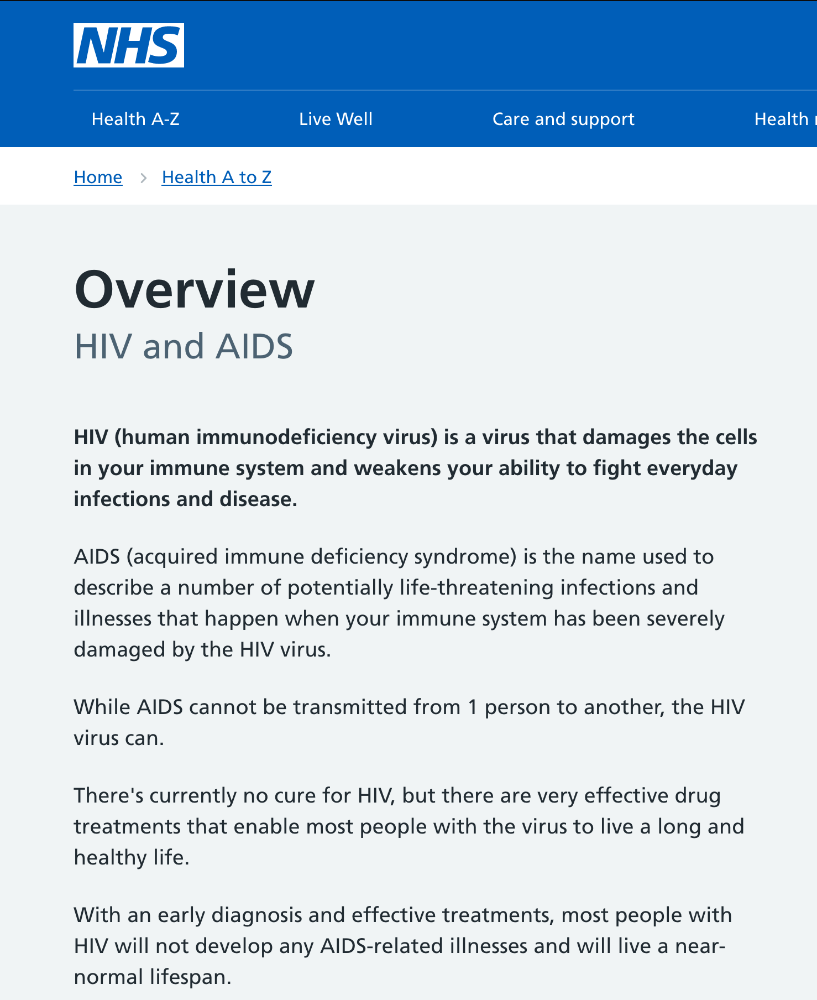 NHS
Health A-Z Live Well Care and support Health
Home > Health A to Z
Overview
HIV and AIDS
HIV (human immunodeficiency virus) is a virus that damages the cells
in your immune system and weakens your ability to fight everyday
infections and disease.
AIDS (acquired immune deficiency syndrome) is the name used to
describe a number of potentially life-threatening infections and
illnesses that happen when your immune system has been severely
damaged by the HIV virus.
While AIDS cannot be transmitted from 1 person to another, the HIV
virus can.
There's currently no cure for HIV, but there are very effective drug
treatments that enable most people with the virus to live a long and
healthy life.
With an early diagnosis and effective treatments, most people with
HIV will not develop any AIDS-related illnesses and will live a near-
normal lifespan.